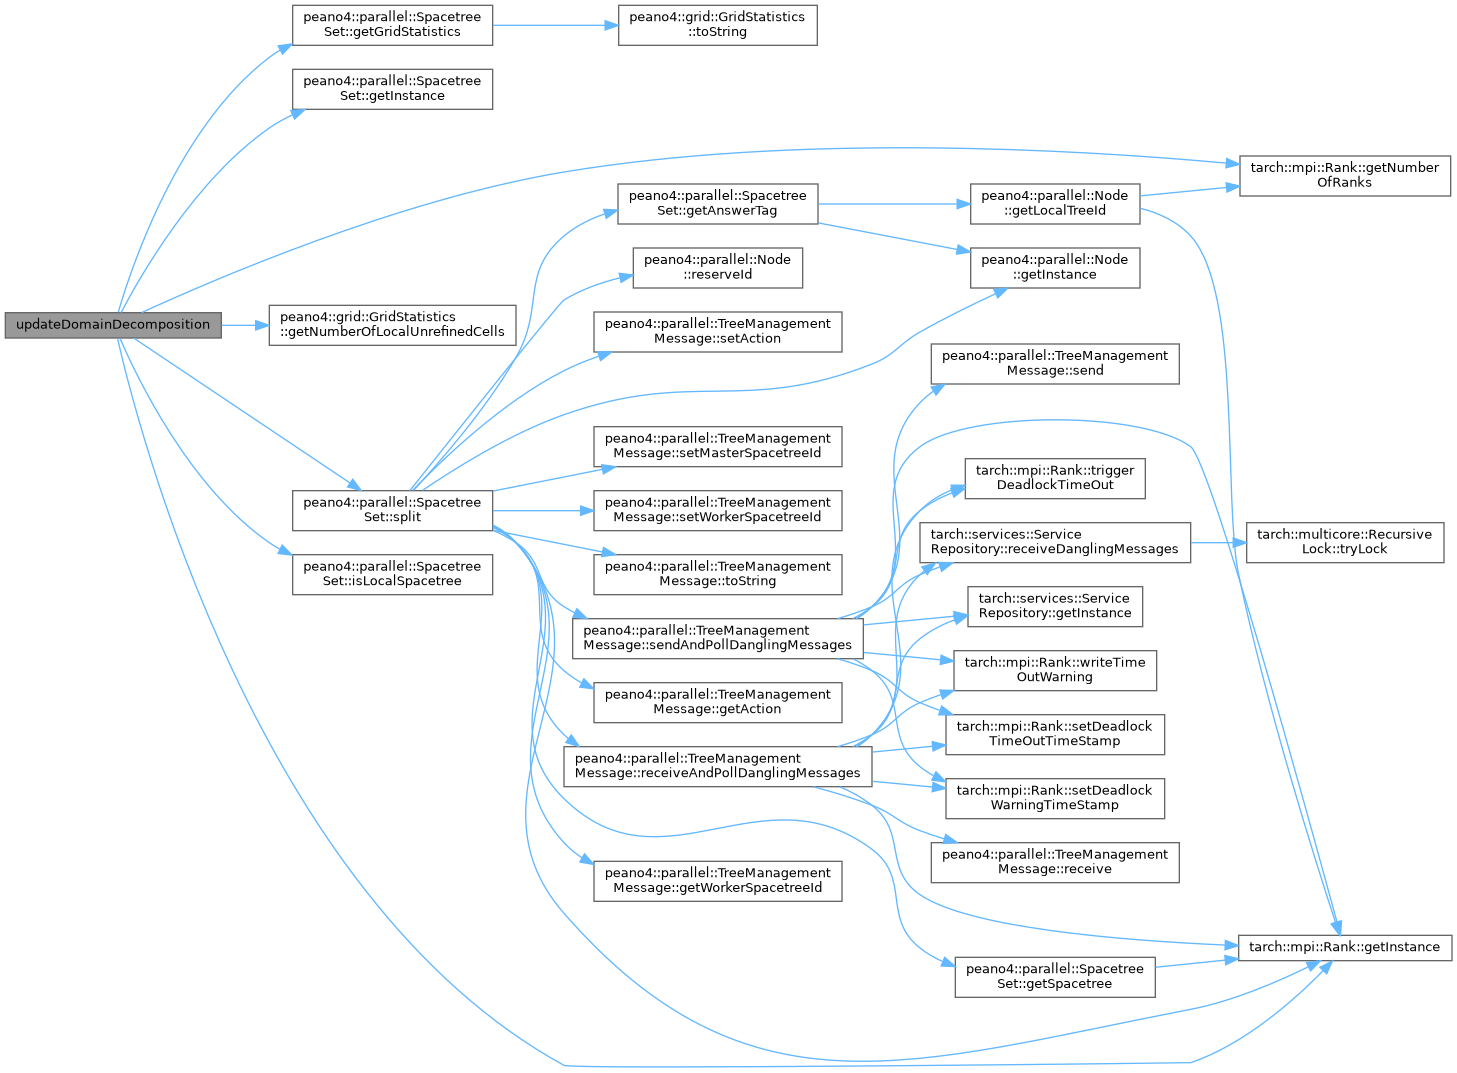 peano4::parallel::Spacetree
Set::getGridStatistics
peano4::grid::GridStatistics
::toString
peano4::parallel::Spacetree
Set::getInstance
tarch::mpi::Rank::getNumber
OfRanks
peano4::parallel::Spacetree
Set::getAnswerTag
peano4::parallel::Node
::getLocalTreeId
peano4::parallel::Node
::reserveId
peano4::parallel::Node
::getInstance
updateDomainDecomposition
peano4::grid::GridStatistics
::getNumberOfLocalUnrefinedCells
peano4::parallel::TreeManagement
Message::setAction
peano4::parallel::TreeManagement
Message::send
peano4::parallel::TreeManagement
Message::setMasterSpacetreeId
tarch::mpi::Rank::trigger
DeadlockTimeOut
peano4::parallel::Spacetree
Set::split
peano4::parallel::TreeManagement
Message::setWorkerSpacetreeId
tarch::services::Service
Repository::receiveDanglingMessages
tarch::multicore::Recursive
Lock::tryLock
peano4::parallel::Spacetree
Set::isLocalSpacetree
peano4::parallel::TreeManagement
Message::toString
tarch::services::Service
Repository::getInstance
peano4::parallel::TreeManagement
Message::sendAndPollDanglingMessages
tarch::mpi::Rank::writeTime
OutWarning
peano4::parallel::TreeManagement
Message::getAction
tarch::mpi::Rank::setDeadlock
TimeOutTimeStamp
peano4::parallel::TreeManagement
Message::receiveAndPollDanglingMessages
tarch::mpi::Rank::setDeadlock
WarningTimeStamp
peano4::parallel::TreeManagement
Message::receive
peano4::parallel::TreeManagement
Message::getWorkerSpacetreeId
tarch::mpi::Rank::getInstance
peano4::parallel::Spacetree
Set::getSpacetree